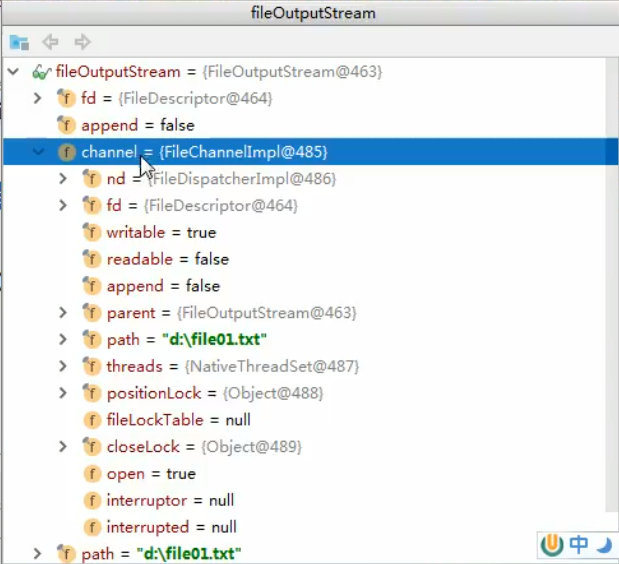 fileOutputStream
fileOutputStream = {FileOutputStream@463}
f fd = {FileDescriptor@464}
f append = false
f channel = {FileChannelImpl@485}
f nd = {FileDispatcherImpl@486}
f fd = {FileDescriptor@464}
f writable = true
f readable = false
f append = false
f parent = {FileOutputStream@463}
f path = "d:\file01.txt"
f threads = {NativeThreadSet@487}
f positionLock = {Object@488}
f fileLockTable = null
f closeLock = {Object@489}
f open = true
f interruptor = null
f interrupted = null
f path = "d:\file01.txt"
中